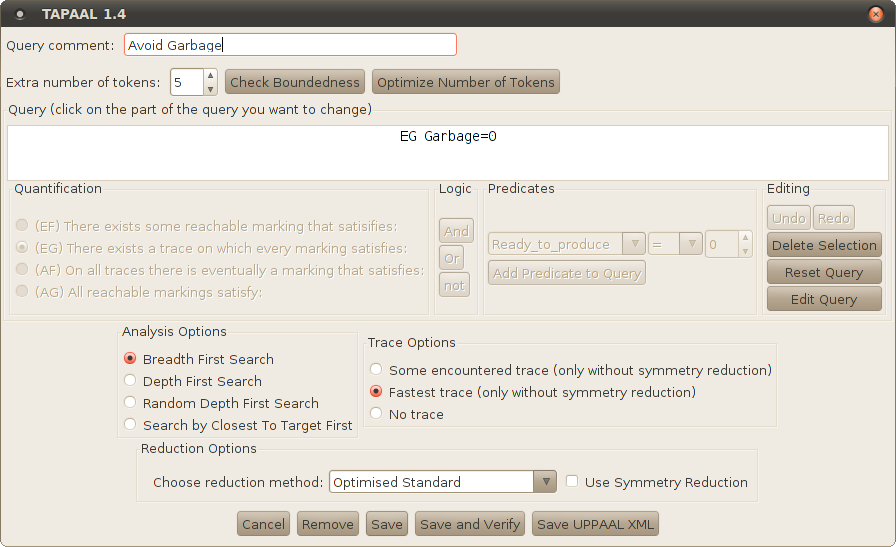 TAPAAL 1.4
Query comment: Avoid Garbage
Extra number of tokens: 5 Check Boundedness Optimize Number of Tokens
Query (click on the part of the query you want to change)
EG Garbage=0
Quantification
(EF) There exists some reachable marking that satisifies:
(EG) There exists a trace on which every marking satisfies:
(AF) On all traces there is eventually a marking that satisfies:
(AG) All reachable markings satisfy:
Logic
And
Or
not
Predicates
Ready_to_produce = 0
Add Predicate to Query
Editing
Undo Redo
Delete Selection
Reset Query
Edit Query
Analysis Options
Breadth First Search
Depth First Search
Random Depth First Search
Search by Closest To Target First
Trace Options
Some encountered trace (only without symmetry reduction)
Fastest trace (only without symmetry reduction)
No trace
Reduction Options
Choose reduction method: Optimised Standard Use Symmetry Reduction
Cancel Remove Save Save and Verify Save UPPAAL XML